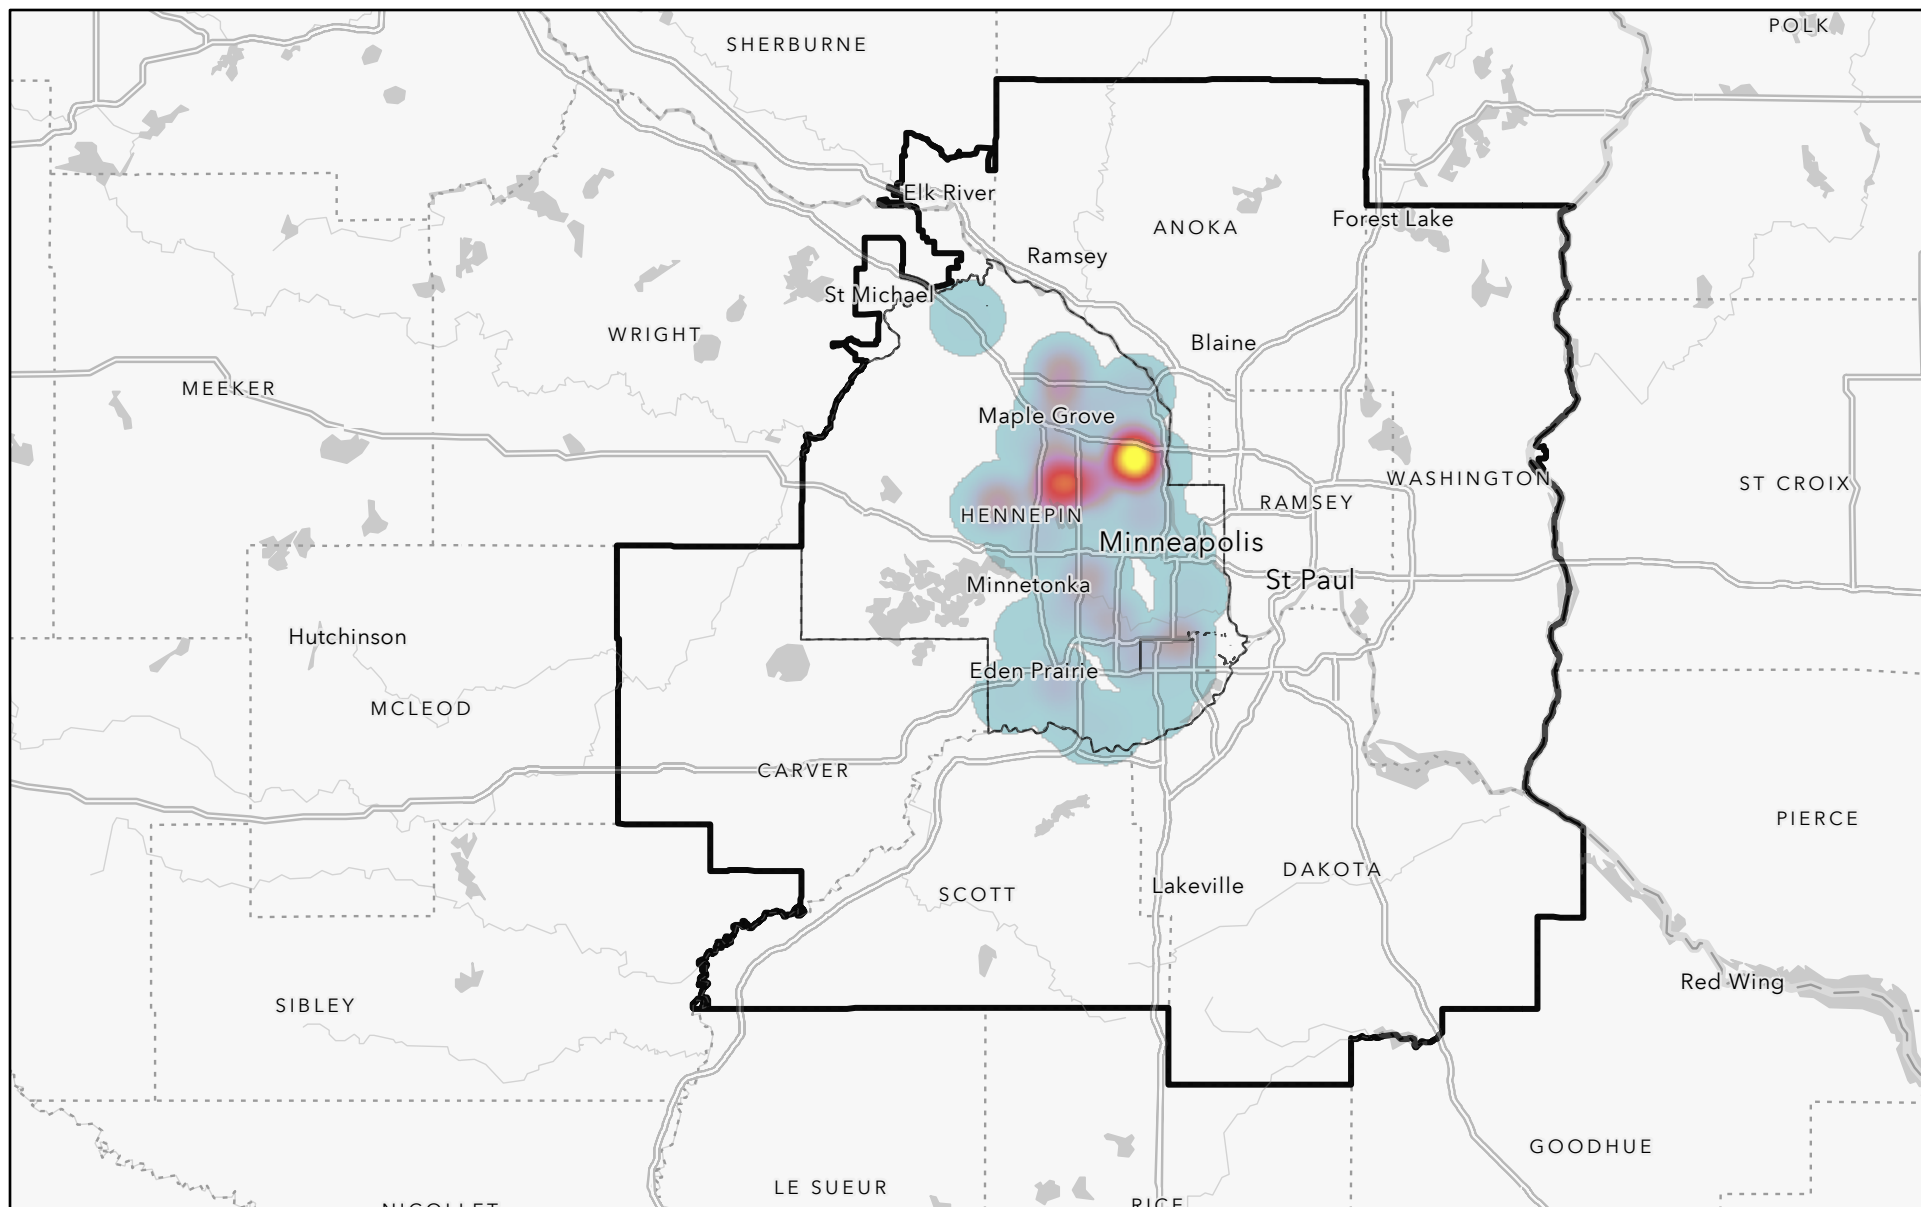 POLK
SHERBURNE
Elk River
Forest Lake
ANOKA
Ramsey
St Michael
WRIGHT
Blaine
MEEKER
Maple Grove
WASHINGTON
ST CROIX
RAMSEY
HENNEPIN
Minneapolis
St Paul
Minnetonka
Hutchinson
Eden Prairie
MCLEOD
CARVER
PIERCE
DAKOTA
Lakeville
SCOTT
Red Wing
SIBLEY
GOODHUE
LE SUEUR
RICE
NICOLLET